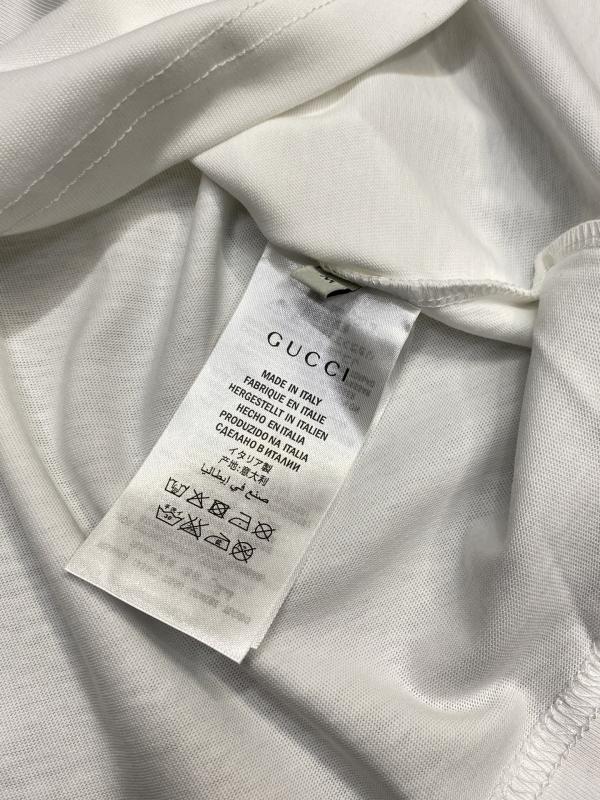 GUCCI
MADE IN ITALY
FABRIQUE EN ITALIE
HERGESTELLT IN ITALIEN
HECHO EN ITALIA
PRODUZIDO NA ITALIA
СДЕЛАНО В ИТАЛИИ
イタリア製
产地:意大利
صنع في إيطاليا